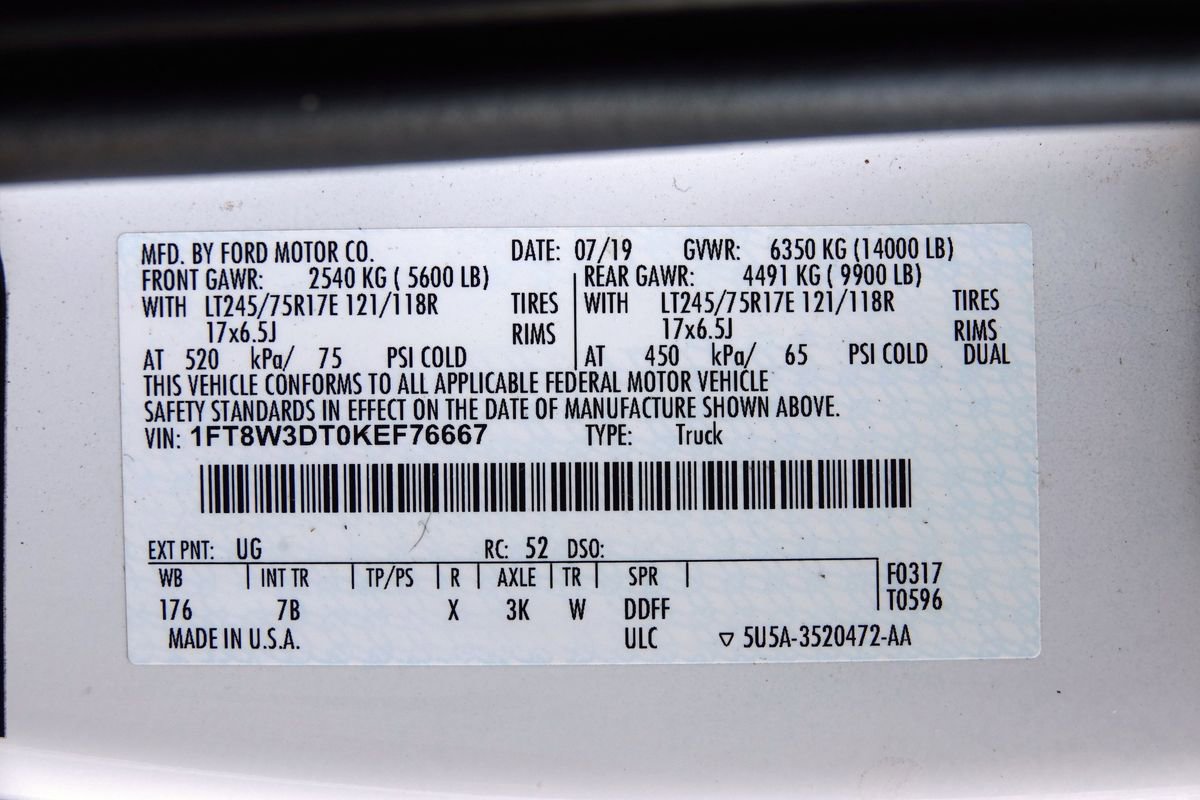 MFD. BY FORD MOTOR CO. DATE: 07/19 GVWR: 6350 KG (14000 LB)
FRONT GAWR: 2540 KG ( 5600 LB) REAR GAWR: 4491 KG ( 9900 LB)
WITH LT245/75R17E 121/118R TIRES WITH LT245/75R17E 121/118R TIRES
17x6.5J RIMS 17x6.5J RIMS
AT 520 kPa/ 75 PSI COLD AT 450 kPa/ 65 PSI COLD DUAL
THIS VEHICLE CONFORMS TO ALL APPLICABLE FEDERAL MOTOR VEHICLE
SAFETY STANDARDS IN EFFECT ON THE DATE OF MANUFACTURE SHOWN ABOVE.
VIN: 1FT8W3DT0KEF76667 TYPE: Truck
EXT PNT: UG RC: 52 DSO:
WB INT TR TP/PS R AXLE TR SPR F0317
176 7B X 3K W DDFF T0596
MADE IN U.S.A. ULC ▽ 5U5A-3520472-AA